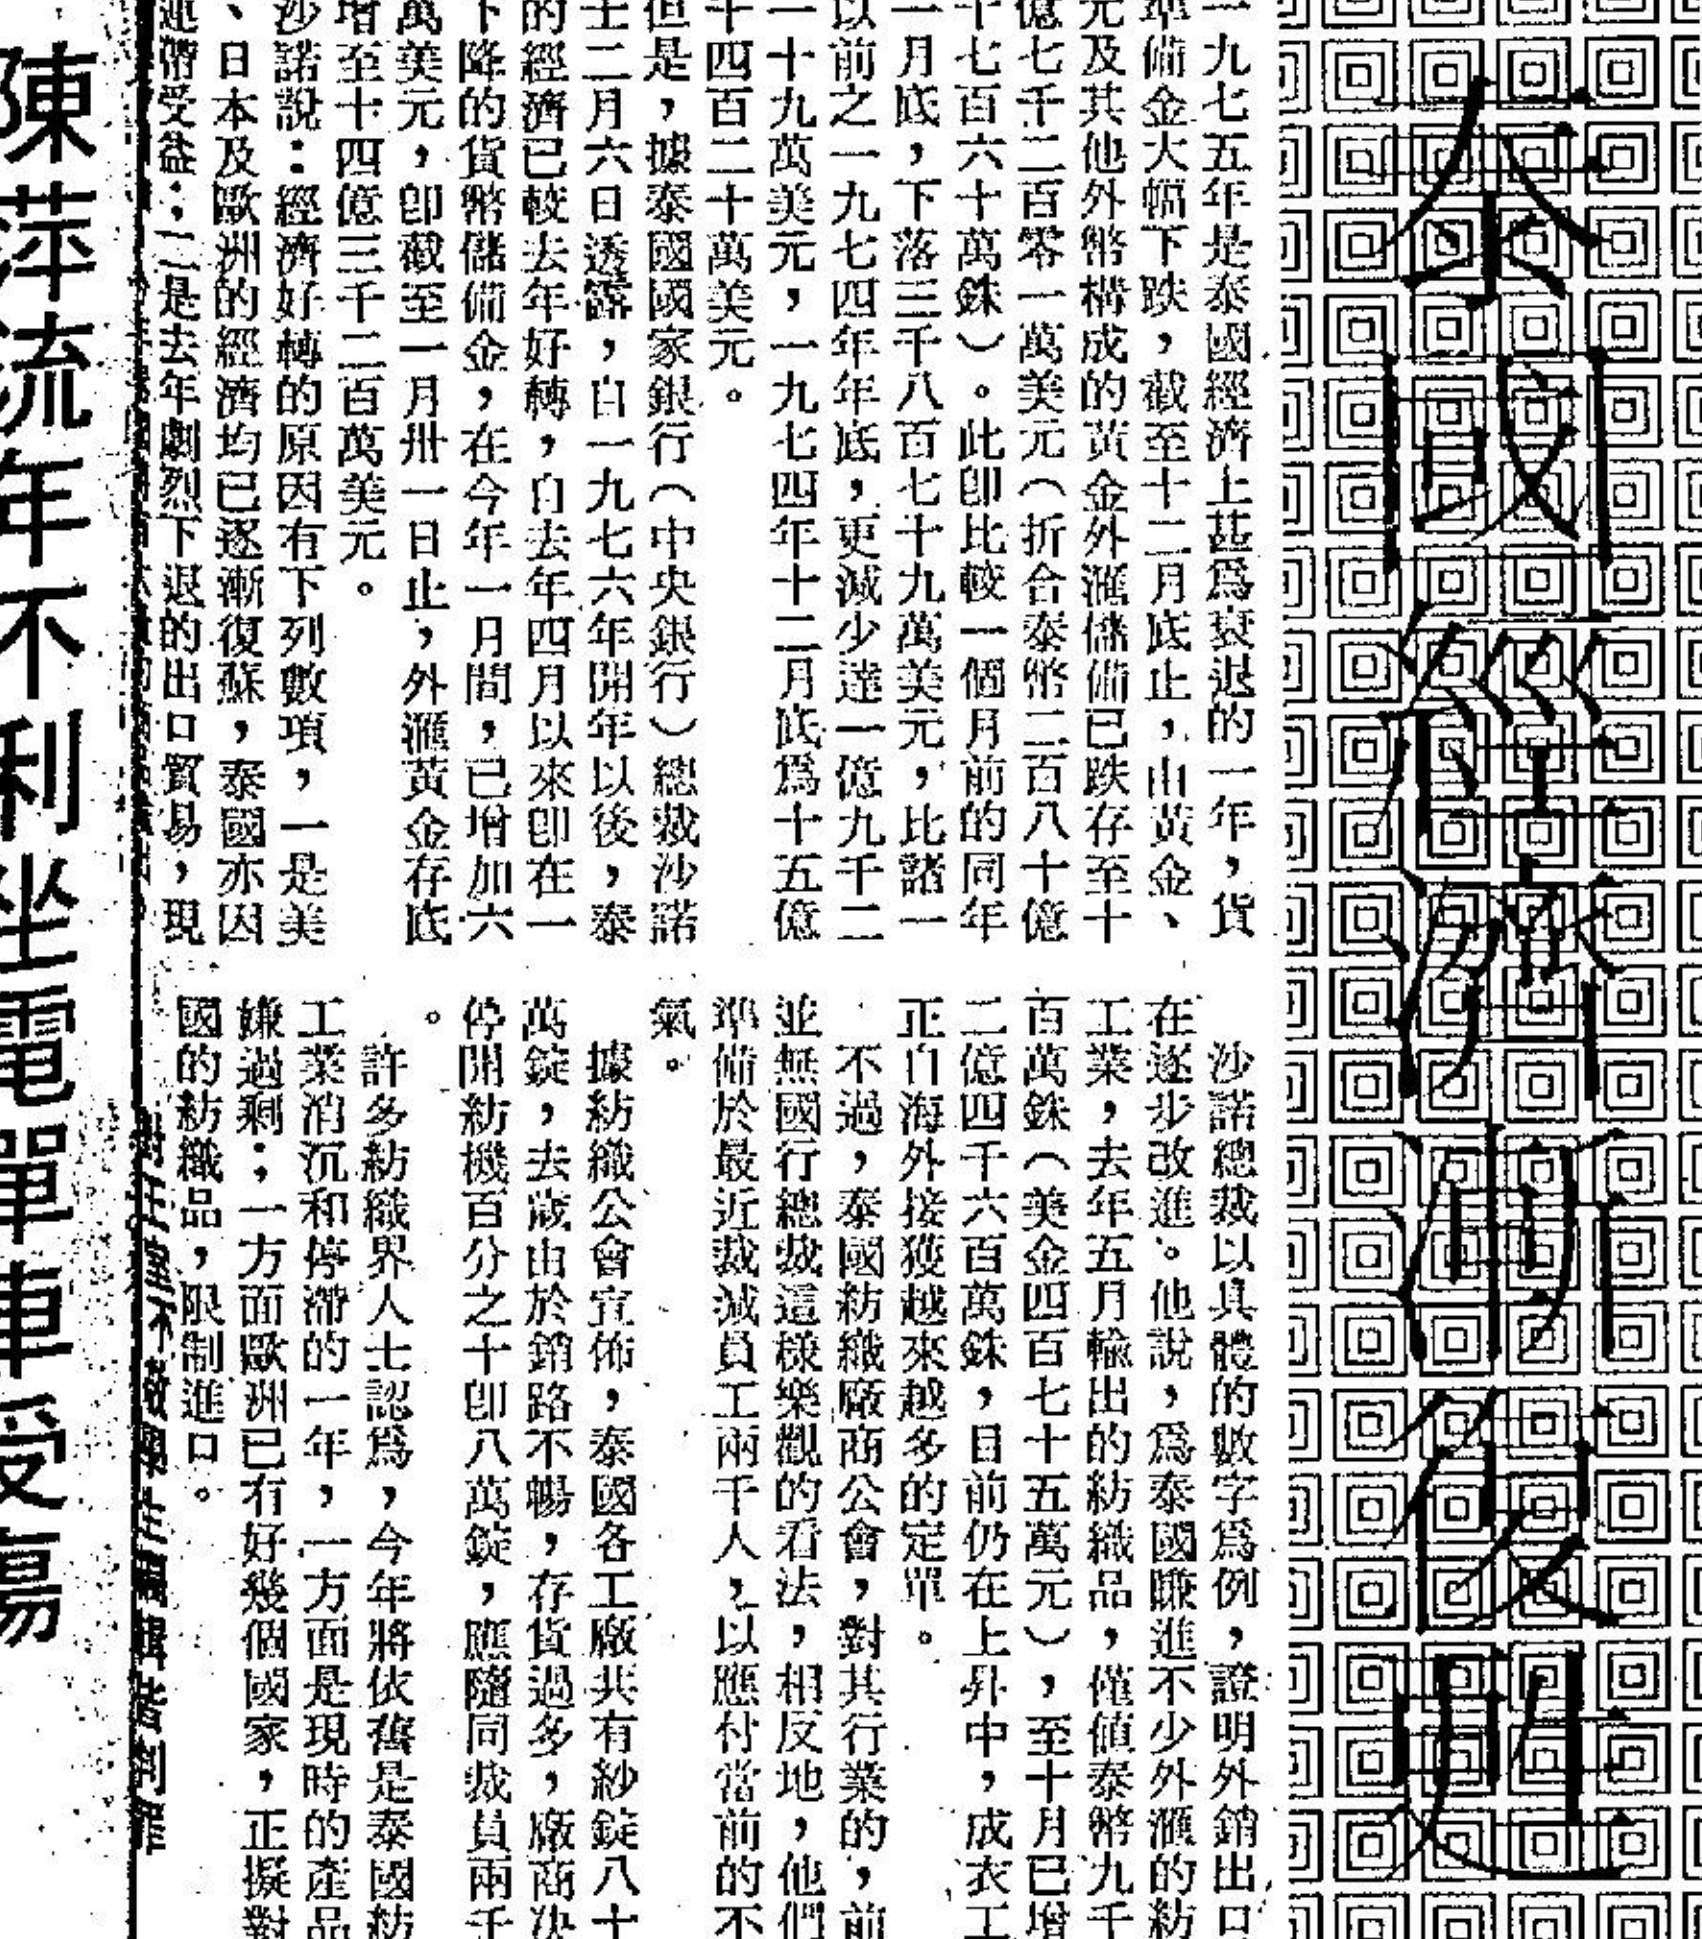 泰國經濟漸復甦
一九七五年是泰國經濟上甚爲衰退的一年，貨
準備金大幅下跌，截至十二月底止，由黃金、
元及其他外幣構成的黃金外滙儲備已跌存至十
億七千二百零一萬美元（折合泰幣二百八十億
千七百六十萬銖）。此即比較一個月前的同年
一月底，下落三千八百七十九萬美元，比諸一
以前之一九七四年年底，更減少達一億九千二
一十九萬美元，一九七四年十二月底爲十五億
千四百二十萬美元。
但是，據泰國國家銀行（中央銀行）總裁沙諾
士二月六日透露，自一九七六年開年以後，泰
的經濟已較去年好轉，自去年四月以來即在一
下降的貨幣儲備金，在今年一月間，已增加六
萬美元，即截至一月卅一日止，外滙黃金存底
增至十四億三千二百萬美元。
沙諾說：經濟好轉的原因有下列數項，一是美
、日本及歐洲的經濟均已逐漸復蘇，泰國亦因
連帶受益；二是去年劇烈下退的出口貿易，現
沙諾總裁以具體的數字爲例，證明外銷出口
在逐步改進。他說，爲泰國賺進不少外滙的紡
工業，去年五月輸出的紡織品，僅值泰幣九千
百萬銖（美金四百七十五萬元），至十月已增
二億四千六百萬銖，目前仍在上昇中，成衣工
正自海外接獲越來越多的定單。
不過，泰國紡織廠商公會，對其行業的，前
並無國行總裁這樣樂觀的看法，相反地，他們
準備於最近裁減員工兩千人，以應付當前的不
氣。
據紡織公會宣佈，泰國各工廠共有紗錠八十
萬錠，去歲由於銷路不暢，存貨過多，廠商決
停開紡機百分之十即八萬錠，應隨同裁員兩千
。
許多紡織界人士認爲，今年將依舊是泰國紡
工業消沉和停滯的一年，一方面是現時的產品
嫌過剩；一方面歐洲已有好幾個國家，正擬對
國的紡織品，限制進口。
陳萍流年不利坐電單車受傷